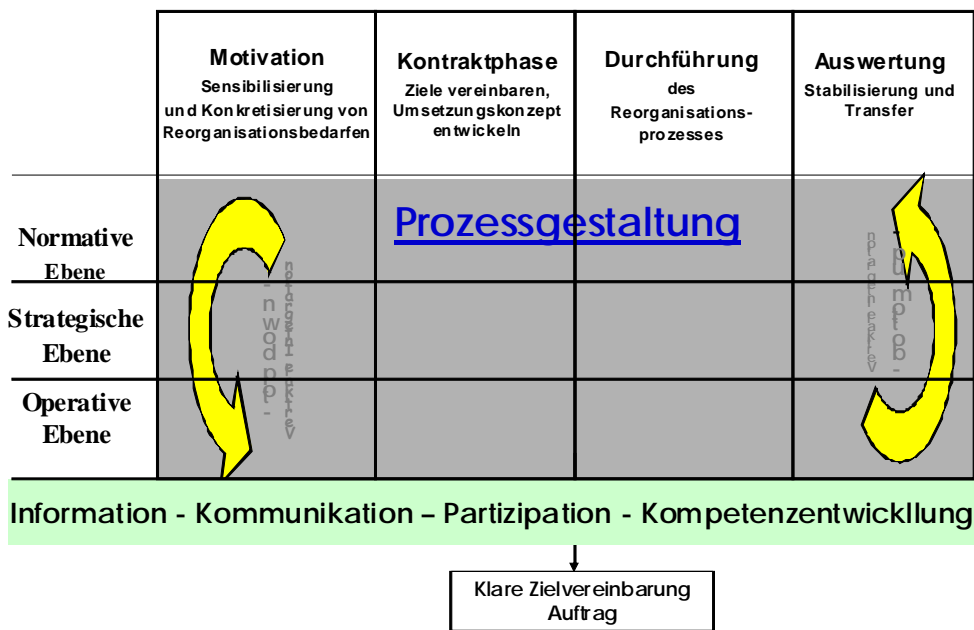 Motivation
Sensibilisierung
und Konkretisierung von
Reorganisationsbedarfen
Kontraktphase
Ziele vereinbaren,
Umsetzungskonzept
entwickeln
Durchführung
des
Reorganisations-
prozesses
Auswertung
Stabilisierung und
Transfer
Prozessgestaltung
Normative
Ebene
Strategische
Ebene
Operative
Ebene
Information - Kommunikation – Partizipation - Kompetenzentwickllung
Klare Zielvereinbarung
Auftrag